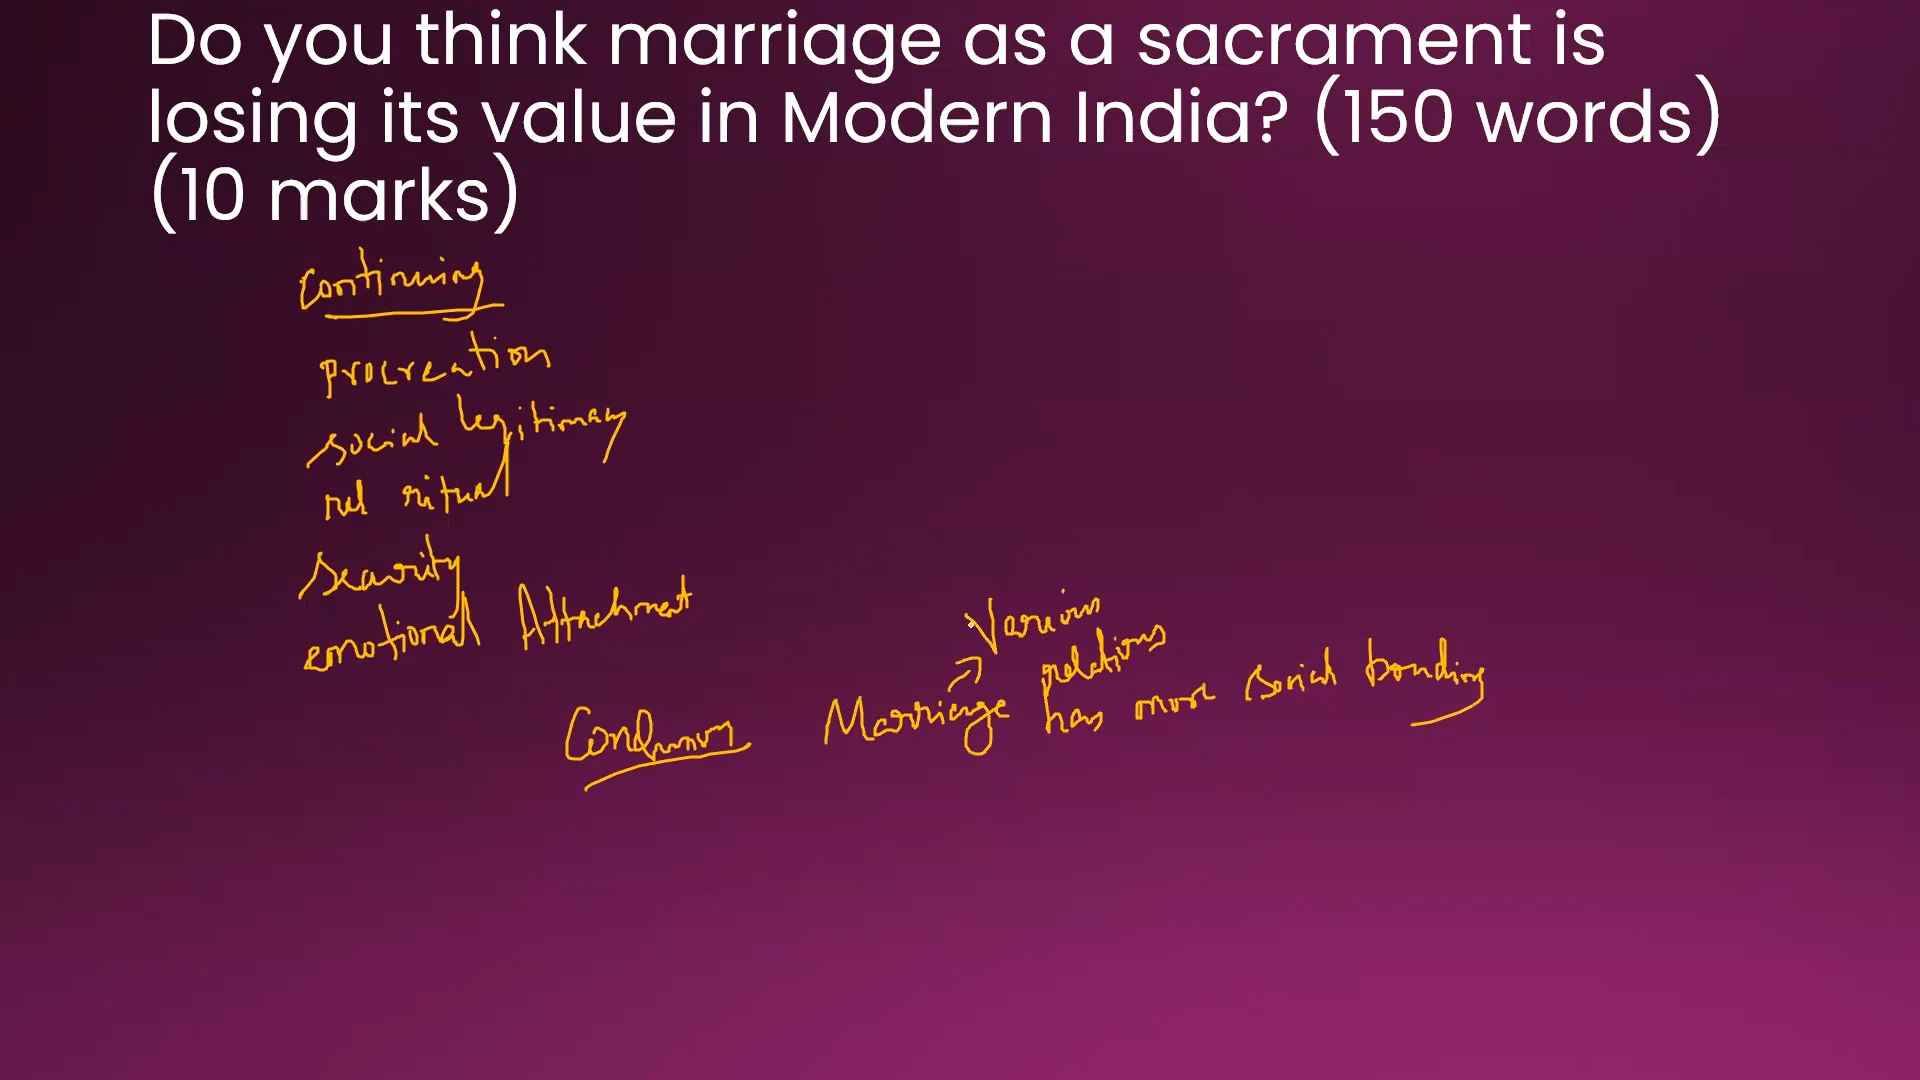 Do you think marriage as a sacrament is
losing its value in Modern India? (150 words)
(10 marks)
Continuing
procreation
social legitimacy
rel ritual
security
emotional Attachment
Various
relations
Marriage has more social bonding